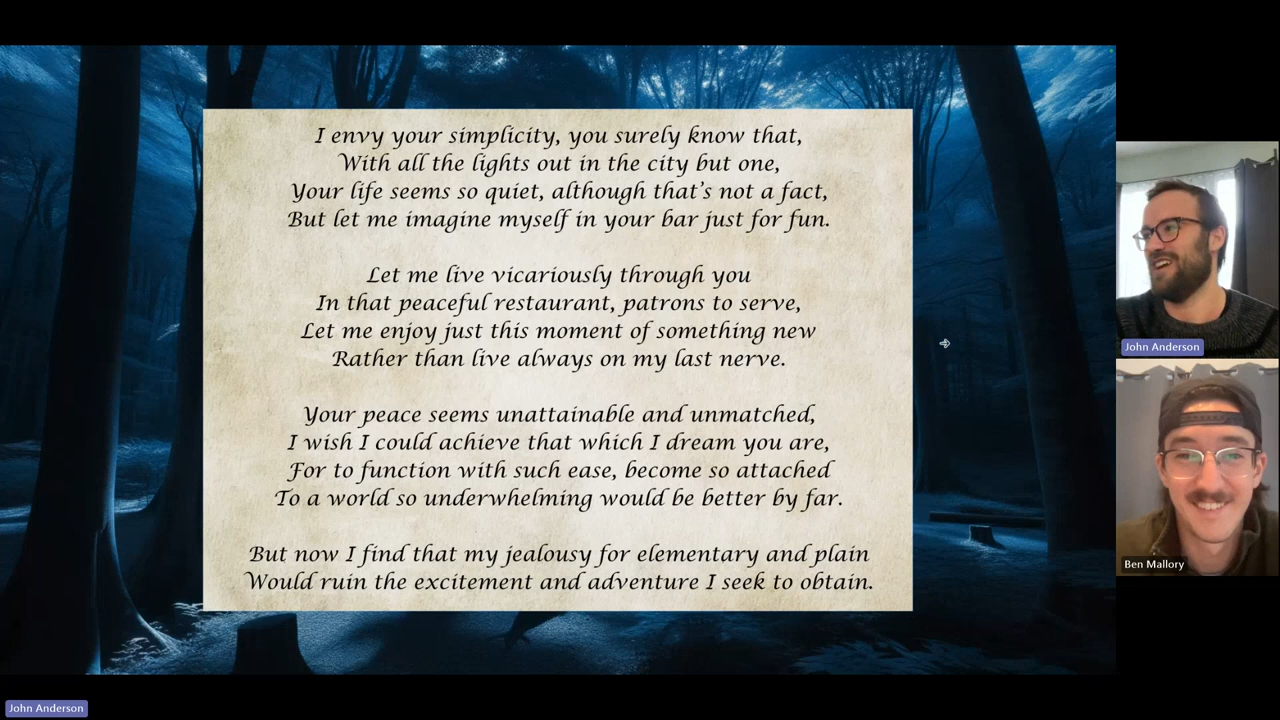 I envy your simplicity, you surely know that,
With all the lights out in the city but one,
Your life seems so quiet, although that's not a fact,
But let me imagine myself in your bar just for fun.
Let me live vicariously through you
In that peaceful restaurant, patrons to serve,
Let me enjoy just this moment of something new
Rather than live always on my last nerve.
Your peace seems unattainable and unmatched,
I wish I could achieve that which I dream you are,
For to function with such ease, become so attached
To a world so underwhelming would be better by far.
But now I find that my jealousy for elementary and plain
Would ruin the excitement and adventure I seek to obtain.
John Anderson
Ben Mallory
John Anderson